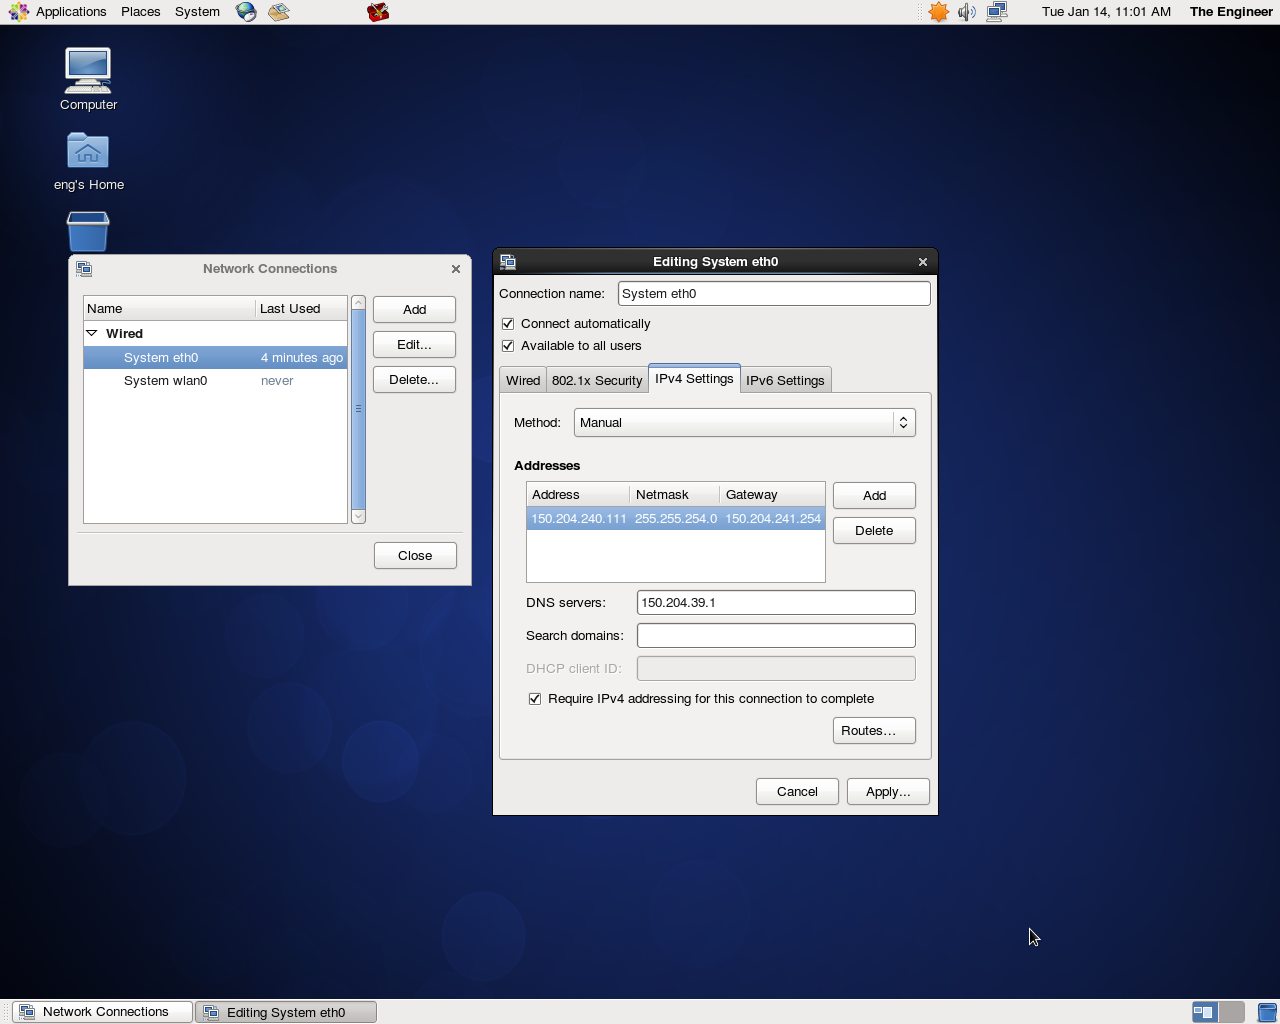 Applications Places System Tue Jan 14, 11:01 AM The Engineer
Computer
eng's Home
Network Connections
Name Last Used
Wired
System eth0 4 minutes ago
System wlan0 never
Add
Edit...
Delete...
Close
Editing System eth0
Connection name: System eth0
Connect automatically
Available to all users
Wired 802.1x Security IPv4 Settings IPv6 Settings
Method: Manual
Addresses
Address Netmask Gateway
150.204.240.111 255.255.254.0 150.204.241.254
Add
Delete
DNS servers: 150.204.39.1
Search domains:
DHCP client ID:
Require IPv4 addressing for this connection to complete
Routes…
Cancel Apply...
Network Connections Editing System eth0